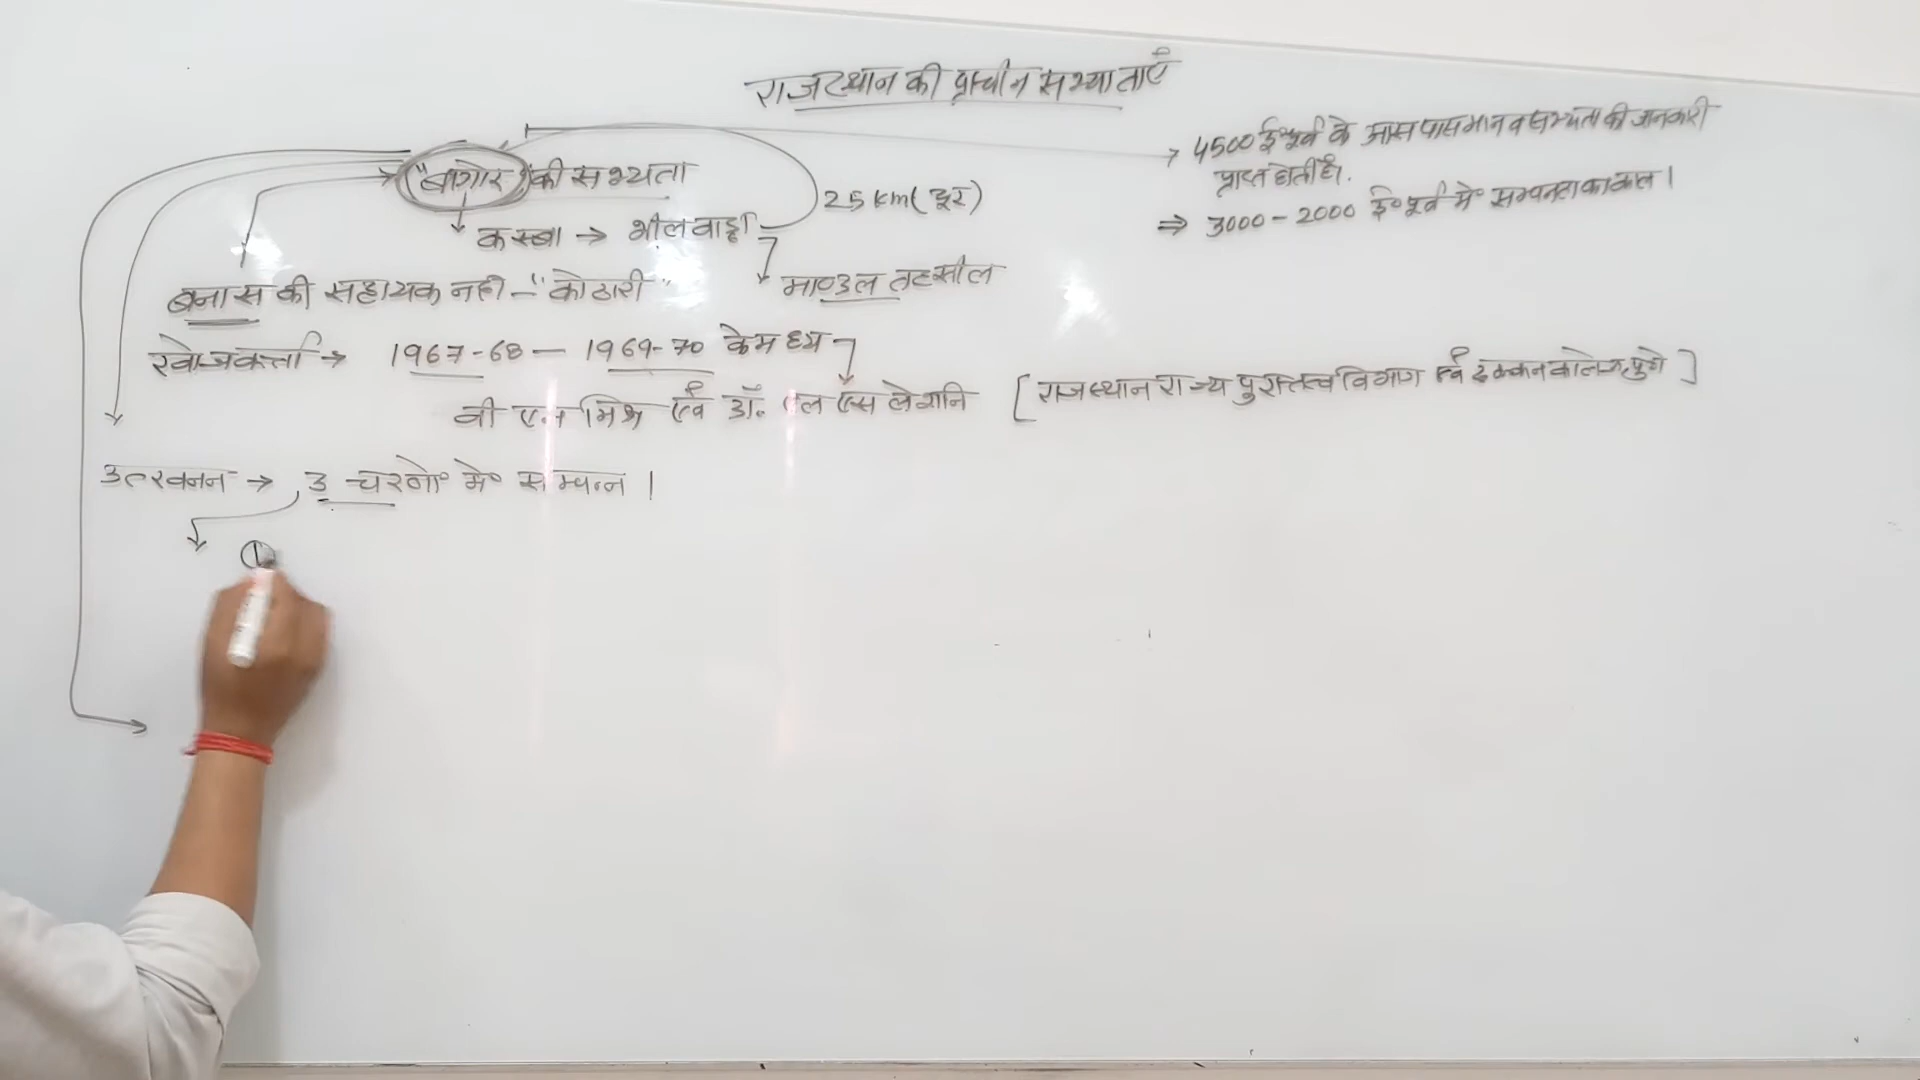 राजस्थान की प्राचीन सभ्यताएँ
"बागोर" की सभ्यता
कस्बा → भीलवाड़ा
25 km (दूर)
माण्डल तहसील
→ 4500 ई॰पूर्व के आस पास मानव सभ्यता की जानकारी
प्राप्त होती है।
⇒ 3000 - 2000 ई॰पूर्व में सम्पन्नता का काल।
बनास की सहायक नदी - "कोठारी"
खोजकर्त्ता → 1967-68 — 1969-70 के मध्य
वी एन मिश्र एवं डॉ. एल एस लेशनि [राजस्थान राज्य पुरातत्व विभाग एवं दक्कन कालेज, पुणे]
उत्खनन → 3 चरणों में सम्पन्न।
①